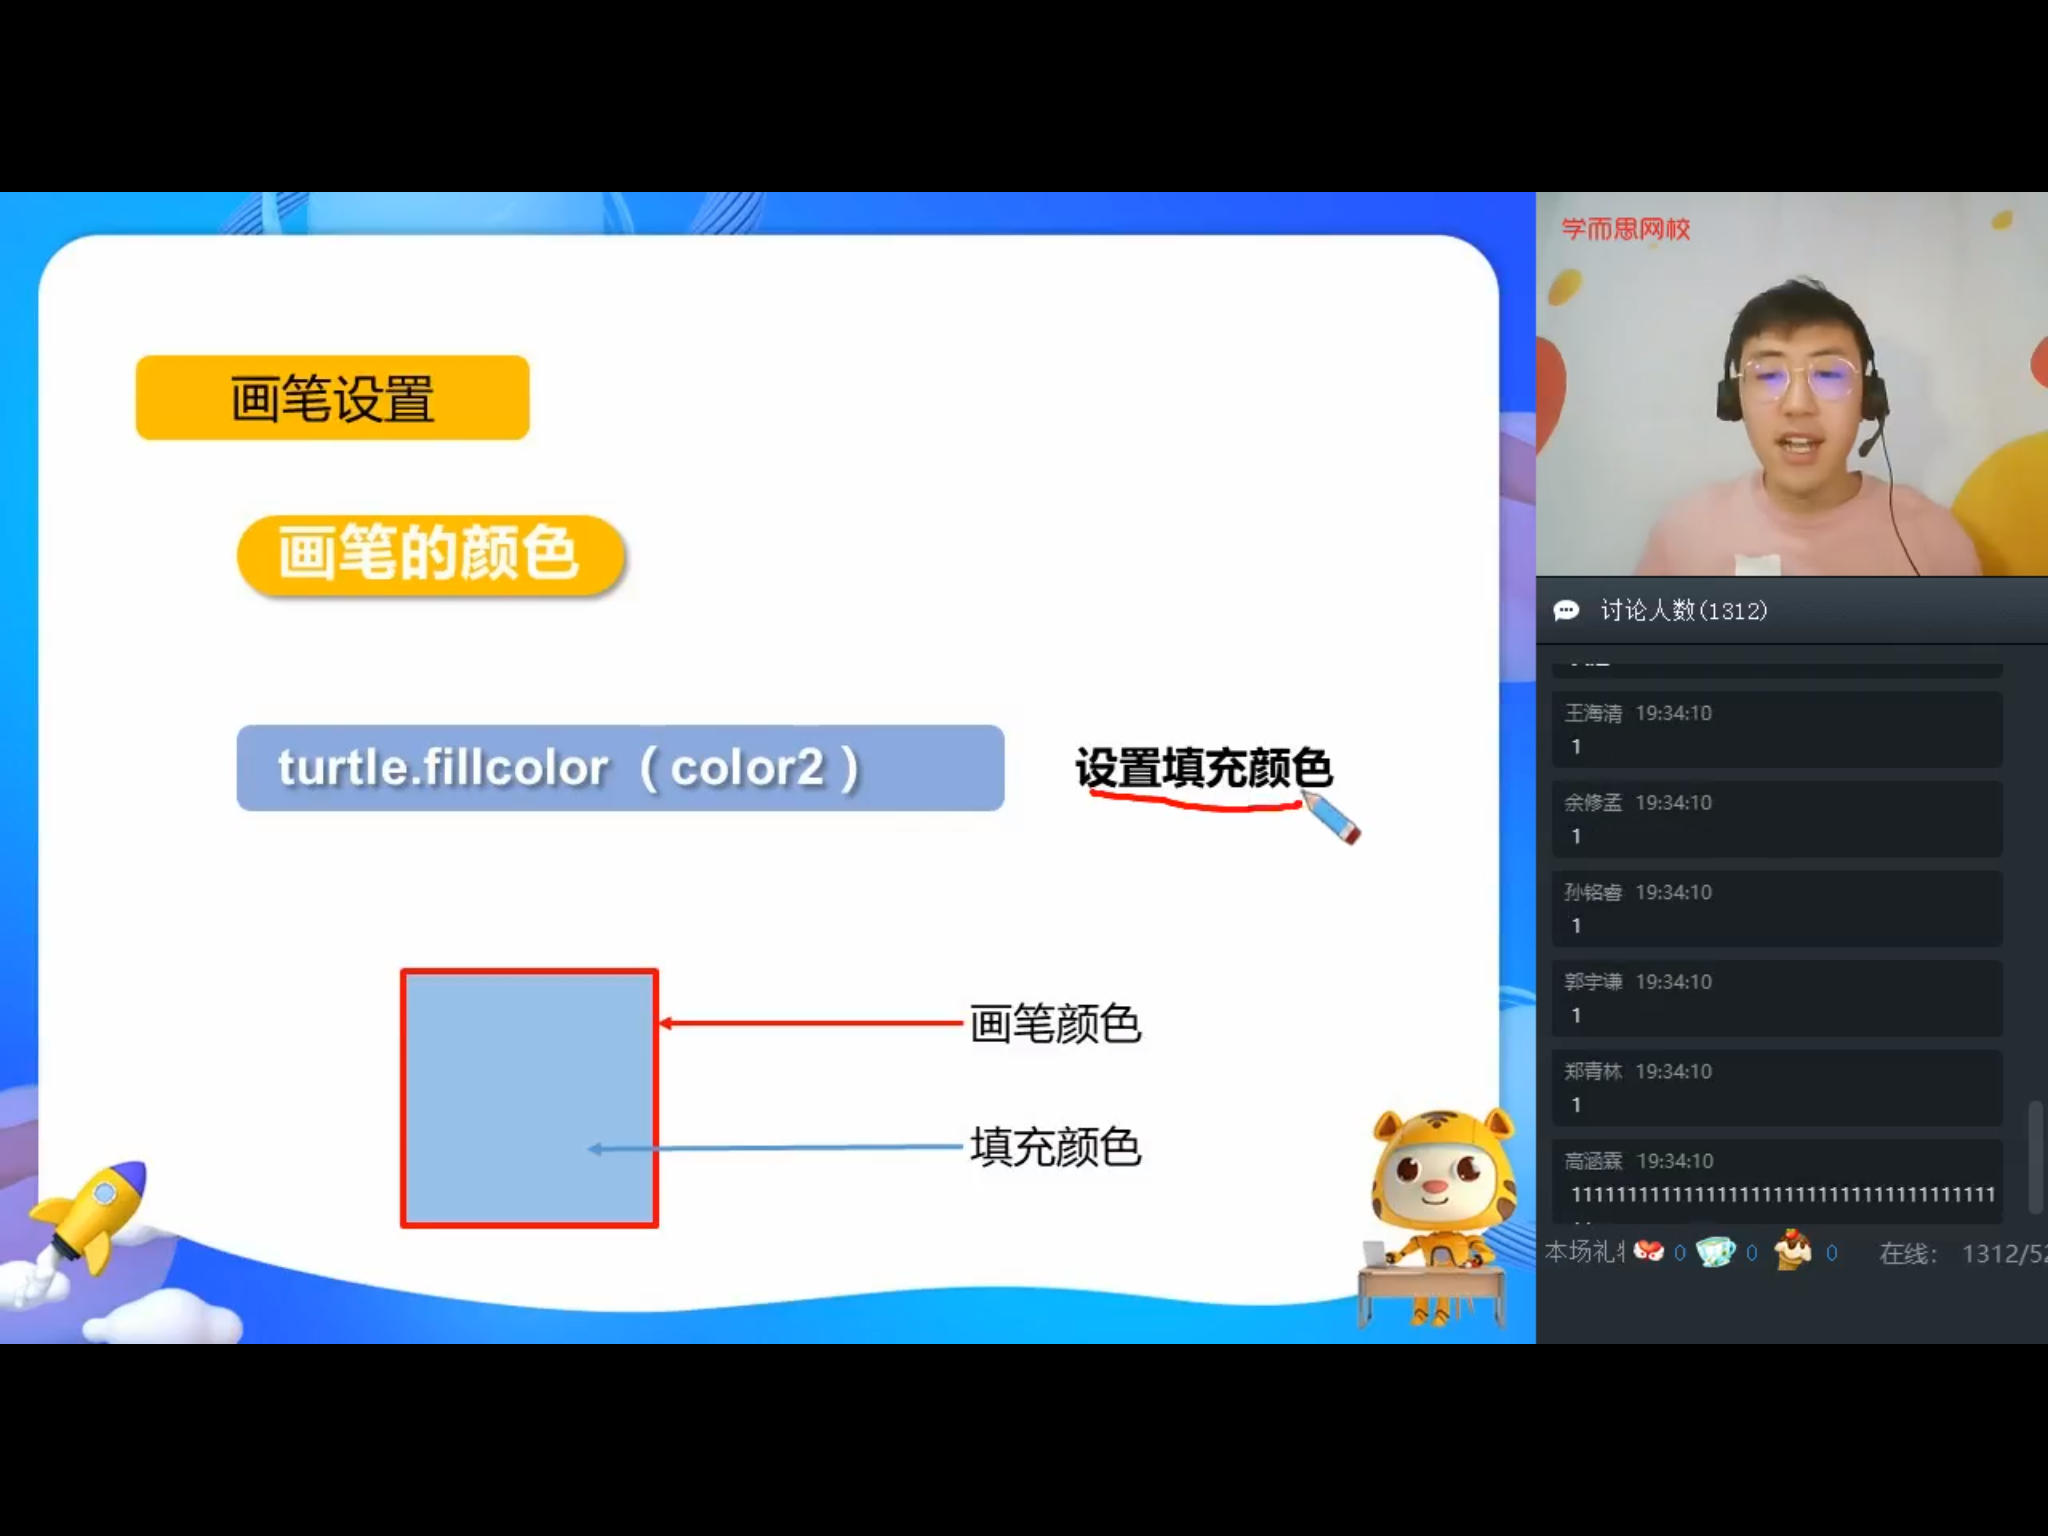 画笔设置
画笔的颜色
turtle.fillcolor（color2）
设置填充颜色
画笔颜色
填充颜色
学而思网校
讨论人数(1312)
王海清 19:34:10
1
余修孟 19:34:10
1
孙铭睿 19:34:10
1
郭宇谦 19:34:10
1
郑青林 19:34:10
1
高涵霖 19:34:10
11111111111111111111111111111111111111
本场礼 0 0 0 在线： 1312/52